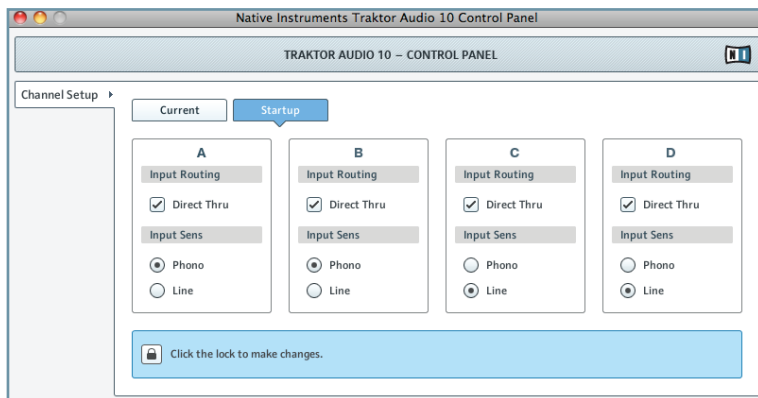 Native Instruments Traktor Audio 10 Control Panel
TRAKTOR AUDIO 10 – CONTROL PANEL
NI
Channel Setup
Current
Startup
A
Input Routing
Direct Thru
Input Sens
Phono
Line
B
Input Routing
Direct Thru
Input Sens
Phono
Line
C
Input Routing
Direct Thru
Input Sens
Phono
Line
D
Input Routing
Direct Thru
Input Sens
Phono
Line
Click the lock to make changes.